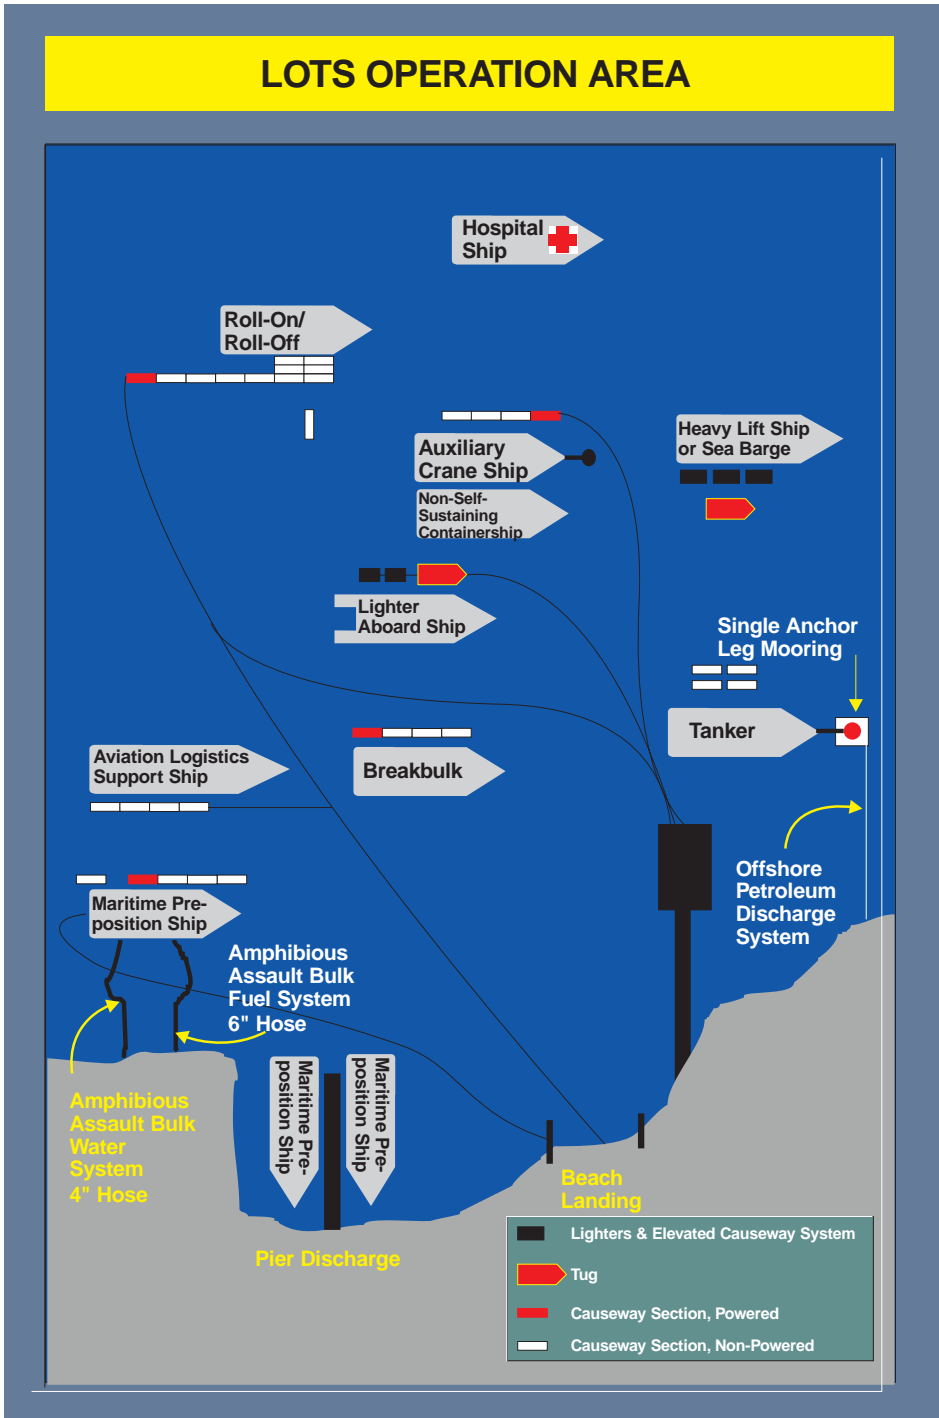 LOTS OPERATION AREA
Hospital
Ship
Roll-On/
Roll-Off
Auxiliary
Crane Ship
Heavy Lift Ship
or Sea Barge
Non-Self-
Sustaining
Containership
Lighter
Aboard Ship
Single Anchor
Leg Mooring
Tanker
Aviation Logistics
Support Ship
Breakbulk
Offshore
Petroleum
Discharge
System
Maritime Pre-
position Ship
Amphibious
Assault Bulk
Fuel System
6" Hose
Amphibious
Assault Bulk
Water
System
4" Hose
Maritime Pre-
position Ship
Maritime Pre-
position Ship
Beach
Landing
Pier Discharge
Lighters & Elevated Causeway System
Tug
Causeway Section, Powered
Causeway Section, Non-Powered